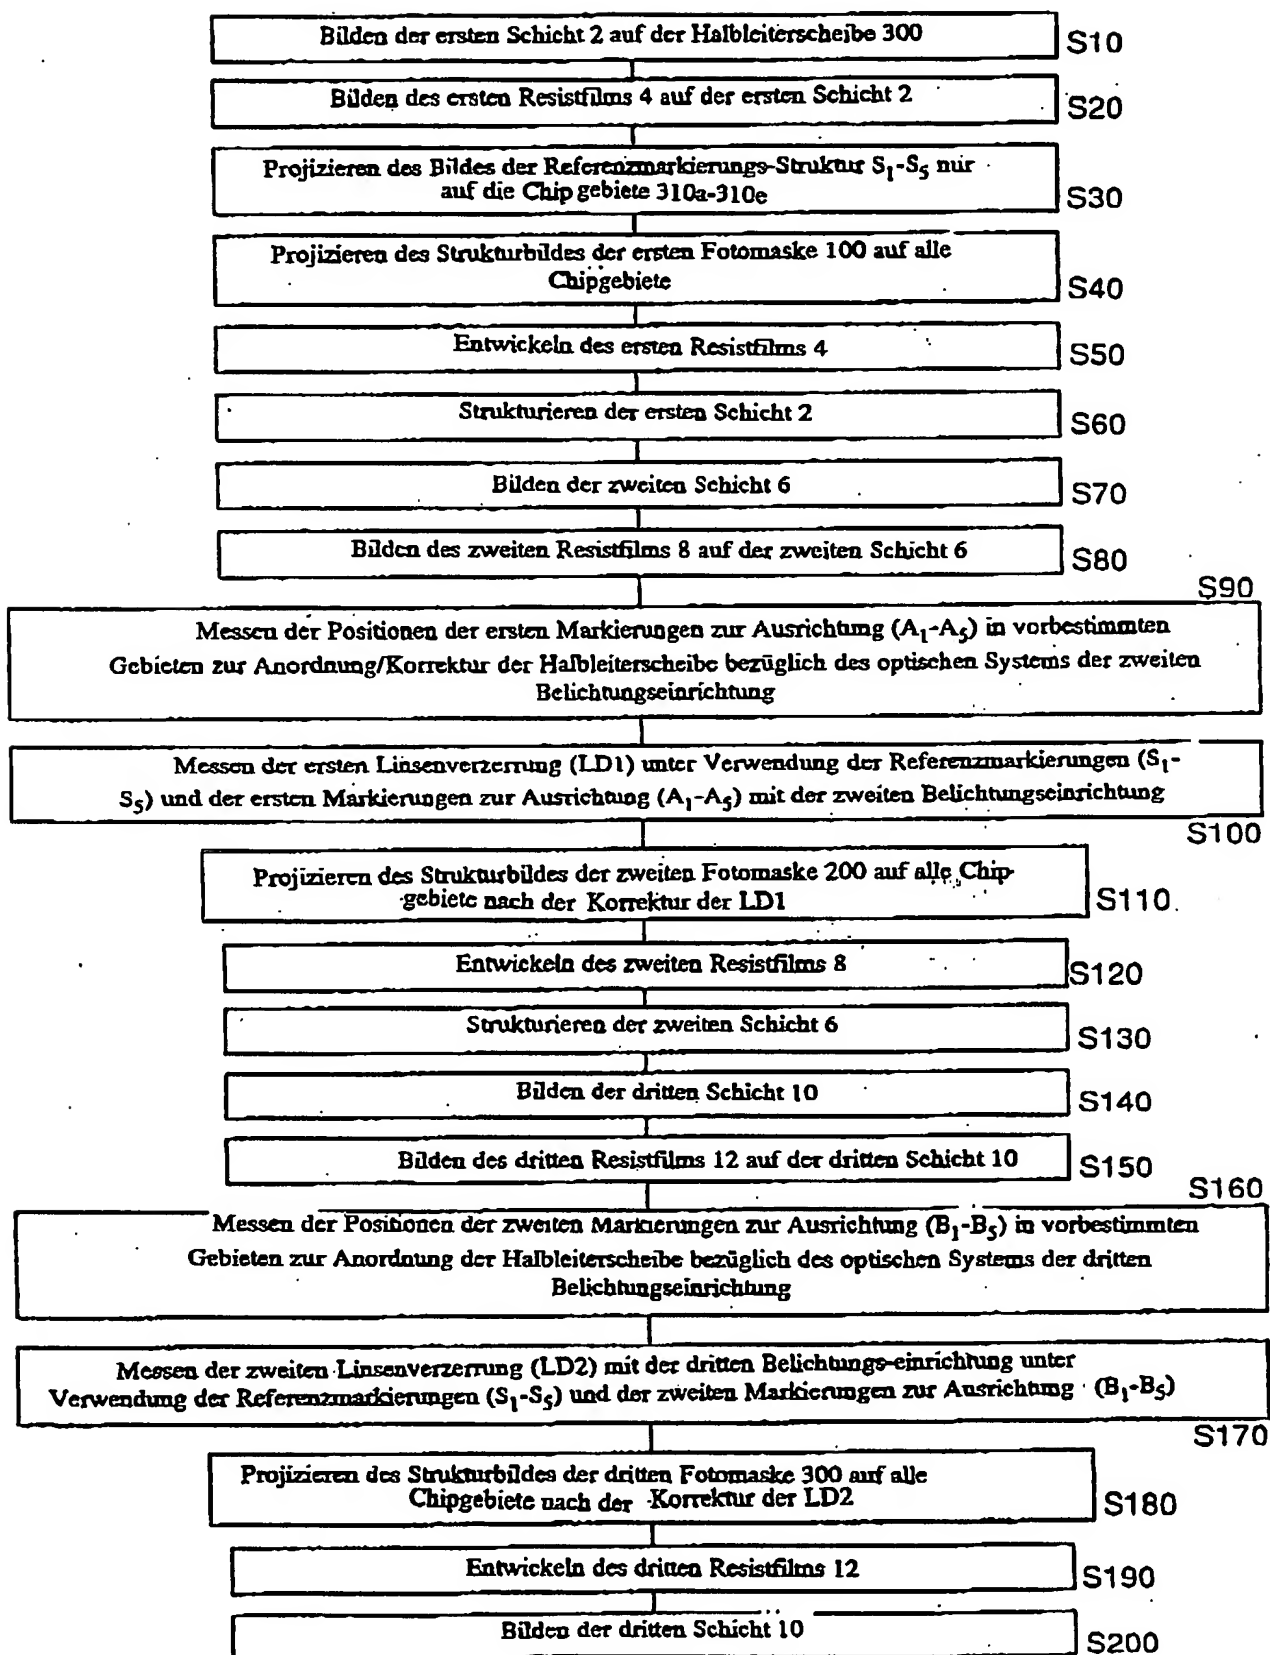 Bilden der ersten Schicht 2 auf der Halbleiterscheibe 300
S10
Bilden des ersten Resistfilms 4 auf der ersten Schicht 2
S20
Projizieren des Bildes der Referenzmarkierungs-Struktur S₁-S₅ nur
auf die Chipgebiete 310a-310e
S30
Projizieren des Strukturbildes der ersten Fotomaske 100 auf alle
Chipgebiete
S40
Entwickeln des ersten Resistfilms 4
S50
Strukturieren der ersten Schicht 2
S60
Bilden der zweiten Schicht 6
S70
Bilden des zweiten Resistfilms 8 auf der zweiten Schicht 6
S80
S90
Messen der Positionen der ersten Markierungen zur Ausrichtung (A₁-A₅) in vorbestimmten
Gebieten zur Anordnung/Korrektur der Halbleiterscheibe bezüglich des optischen Systems der zweiten
Belichtungseinrichtung
Messen der ersten Linsenverzerrung (LD1) unter Verwendung der Referenzmarkierungen (S₁-
S₅) und der ersten Markierungen zur Ausrichtung (A₁-A₅) mit der zweiten Belichtungseinrichtung
S100
Projizieren des Strukturbildes der zweiten Fotomaske 200 auf alle Chip-
gebiete nach der Korrektur der LD1
S110
Entwickeln des zweiten Resistfilms 8
S120
Strukturieren der zweiten Schicht 6
S130
Bilden der dritten Schicht 10
S140
Bilden des dritten Resistfilms 12 auf der dritten Schicht 10
S150
S160
Messen der Positionen der zweiten Markierungen zur Ausrichtung (B₁-B₅) in vorbestimmten
Gebieten zur Anordnung der Halbleiterscheibe bezüglich des optischen Systems der dritten
Belichtungseinrichtung
Messen der zweiten Linsenverzerrung (LD2) mit der dritten Belichtungs-einrichtung unter
Verwendung der Referenzmarkierungen (S₁-S₅) und der zweiten Markierungen zur Ausrichtung (B₁-B₅)
S170
Projizieren des Strukturbildes der dritten Fotomaske 300 auf alle
Chipgebiete nach der Korrektur der LD2
S180
Entwickeln des dritten Resistfilms 12
S190
Bilden der dritten Schicht 10
S200